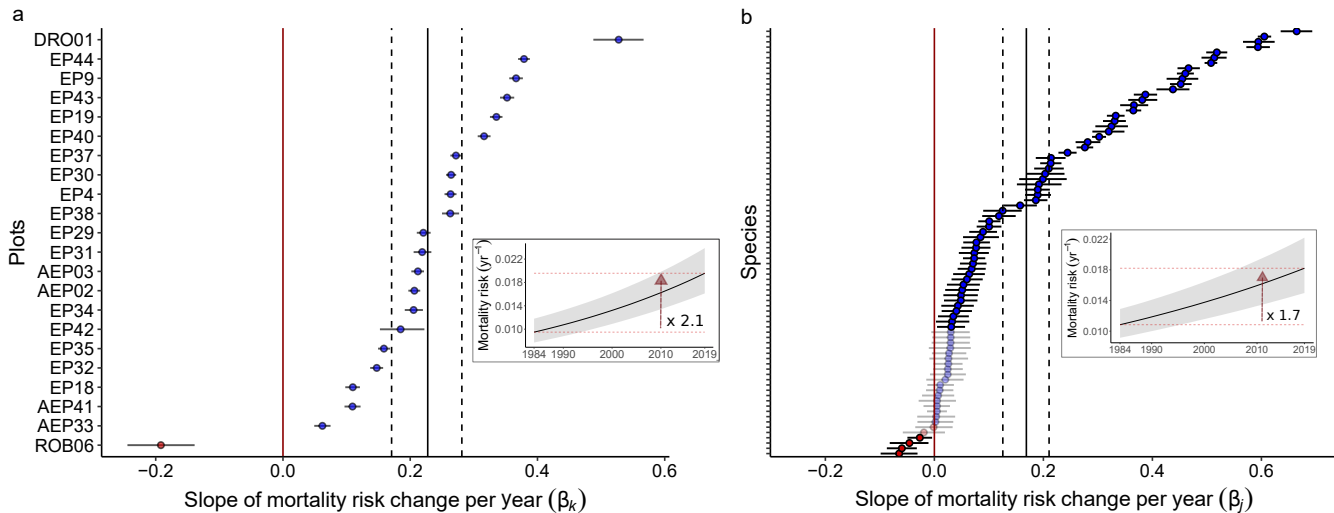 a
DRO01
EP44
EP9
EP43
EP19
EP40
EP37
EP30
EP4
EP38
EP29
EP31
AEP03
AEP02
EP34
EP42
EP35
EP32
EP18
AEP41
AEP33
ROB06
Plots
−0.2 0.0 0.2 0.4 0.6
Slope of mortality risk change per year (βk)
Mortality risk (yr⁻¹)
0.022
0.018
0.014
0.010
x 2.1
1984 1990 2000 2010 2019
b
Species
−0.2 0.0 0.2 0.4 0.6
Slope of mortality risk change per year (βj)
Mortality risk (yr⁻¹)
0.022
0.018
0.014
0.010
x 1.7
1984 1990 2000 2010 2019